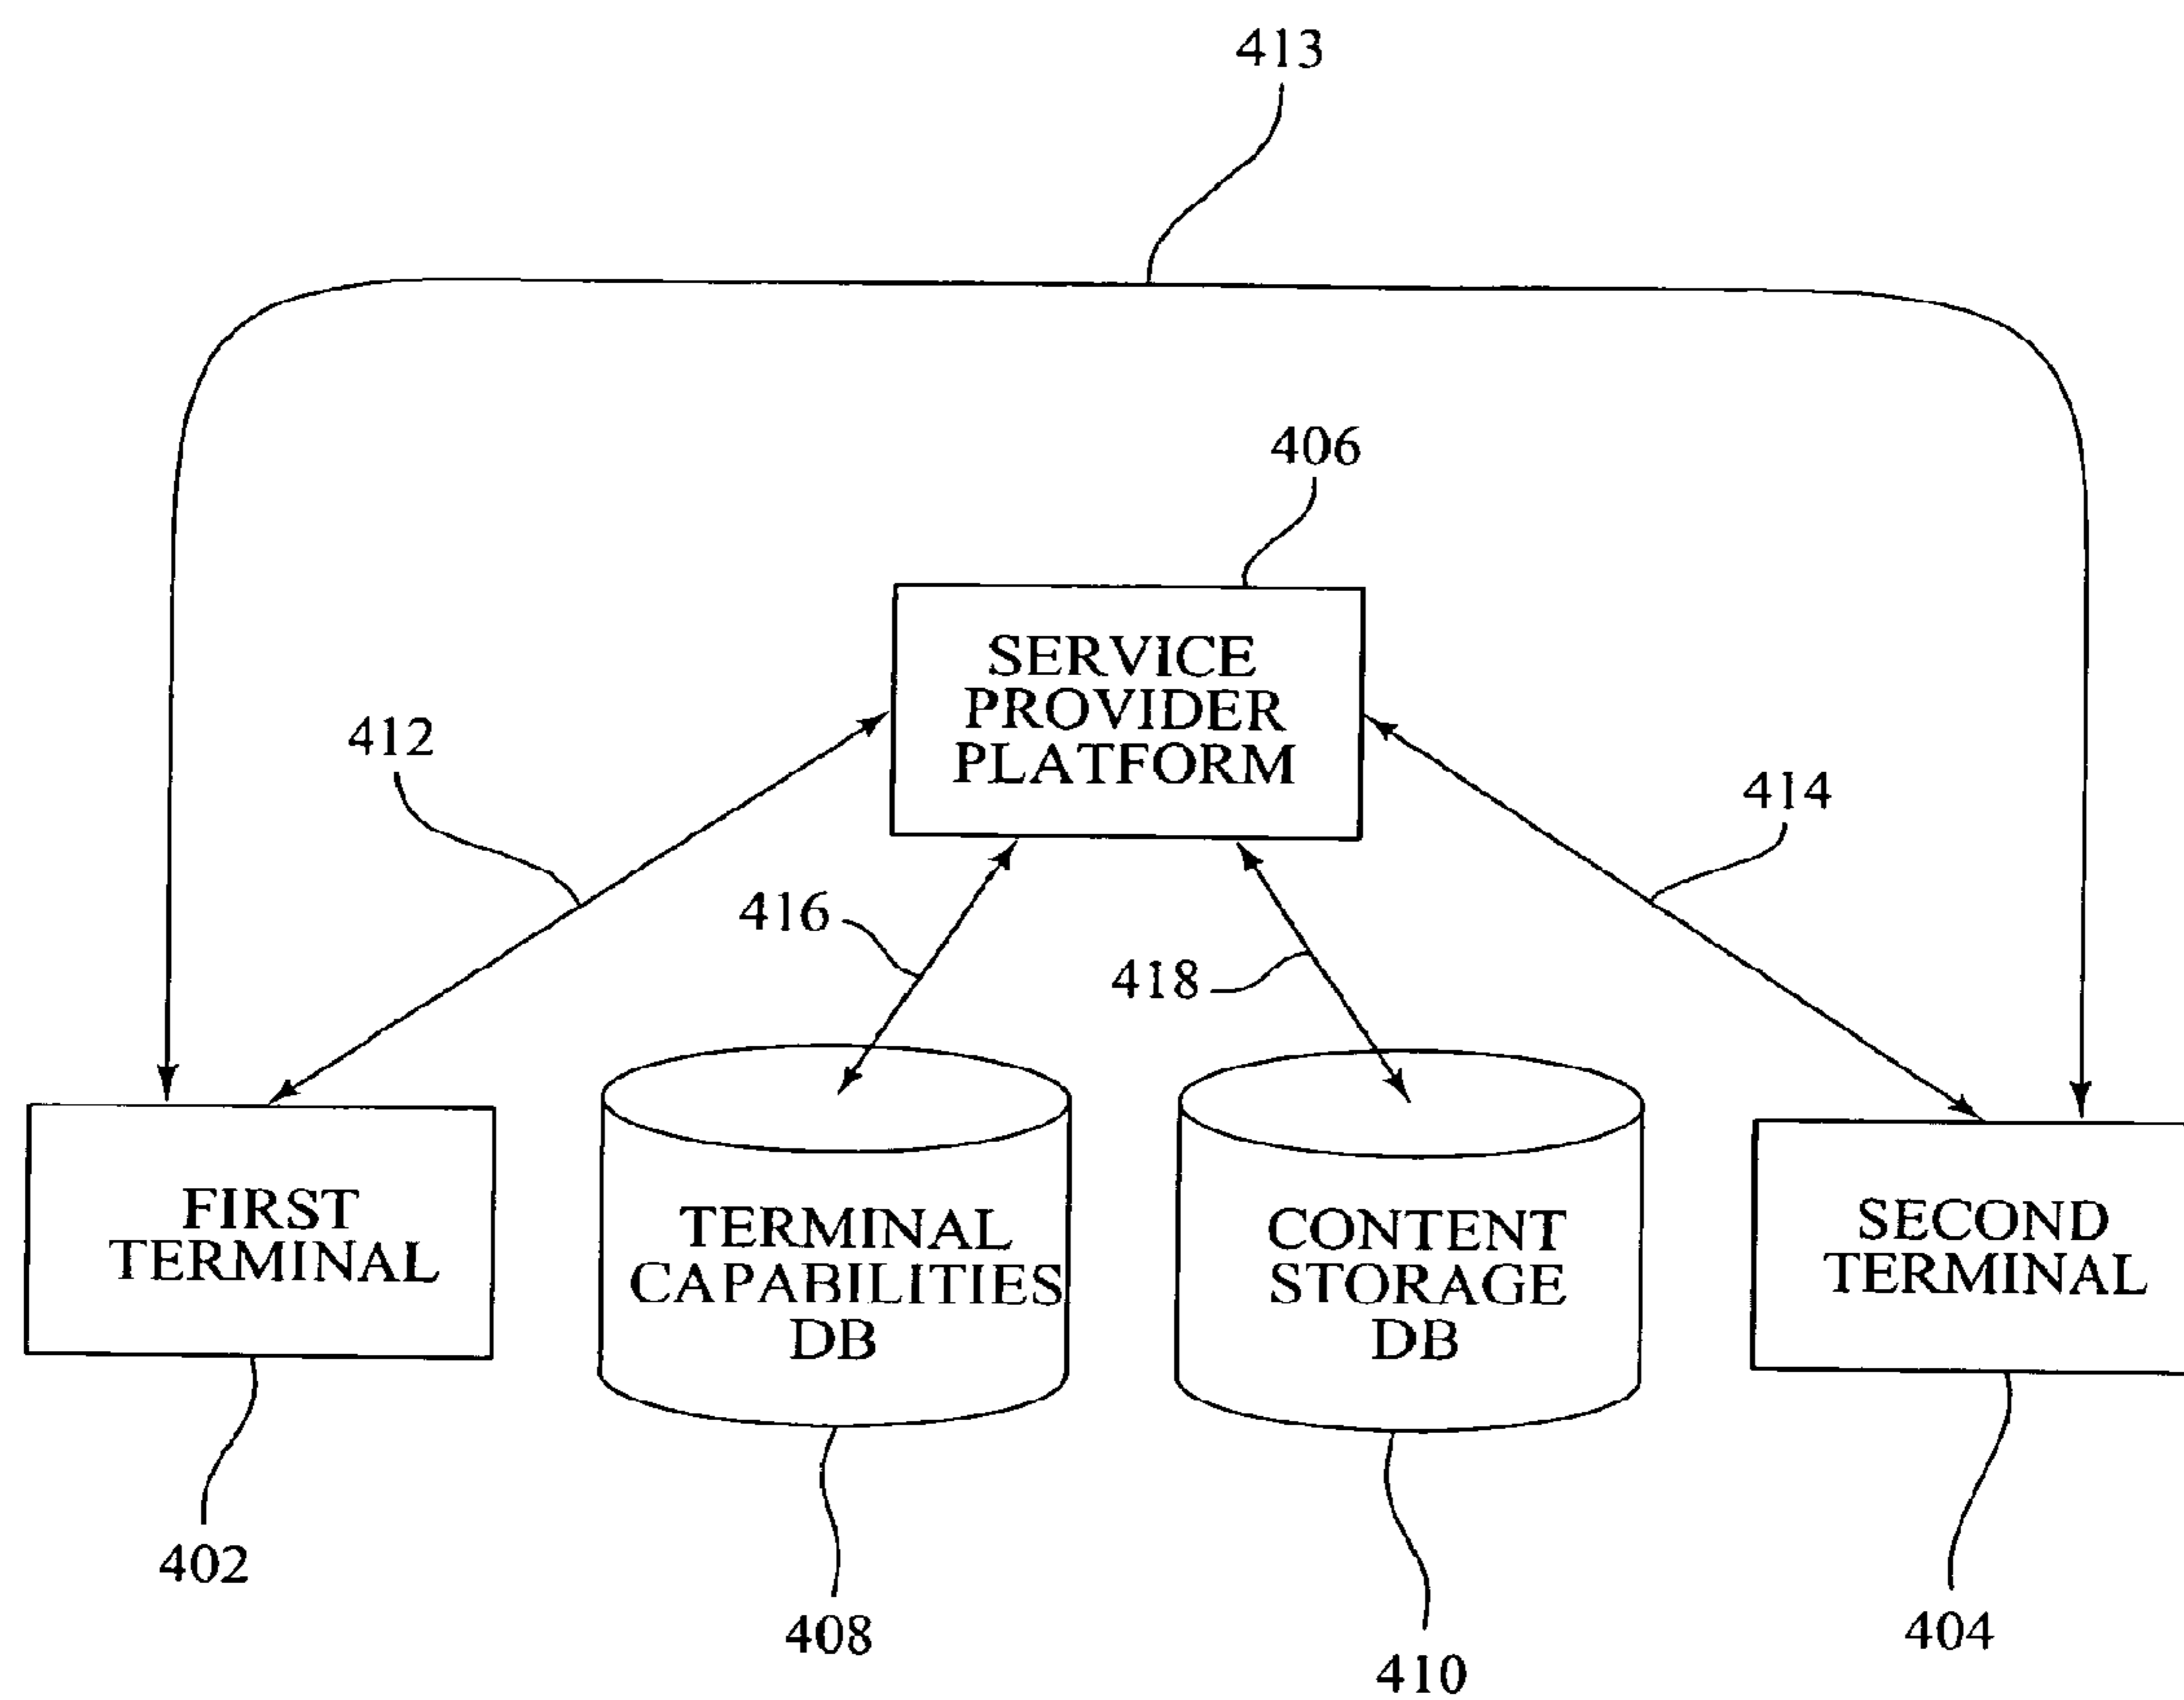 413
406
SERVICE
PROVIDER
PLATFORM
412
414
416
418
FIRST
TERMINAL
TERMINAL
CAPABILITIES
DB
CONTENT
STORAGE
DB
SECOND
TERMINAL
402
408
410
404